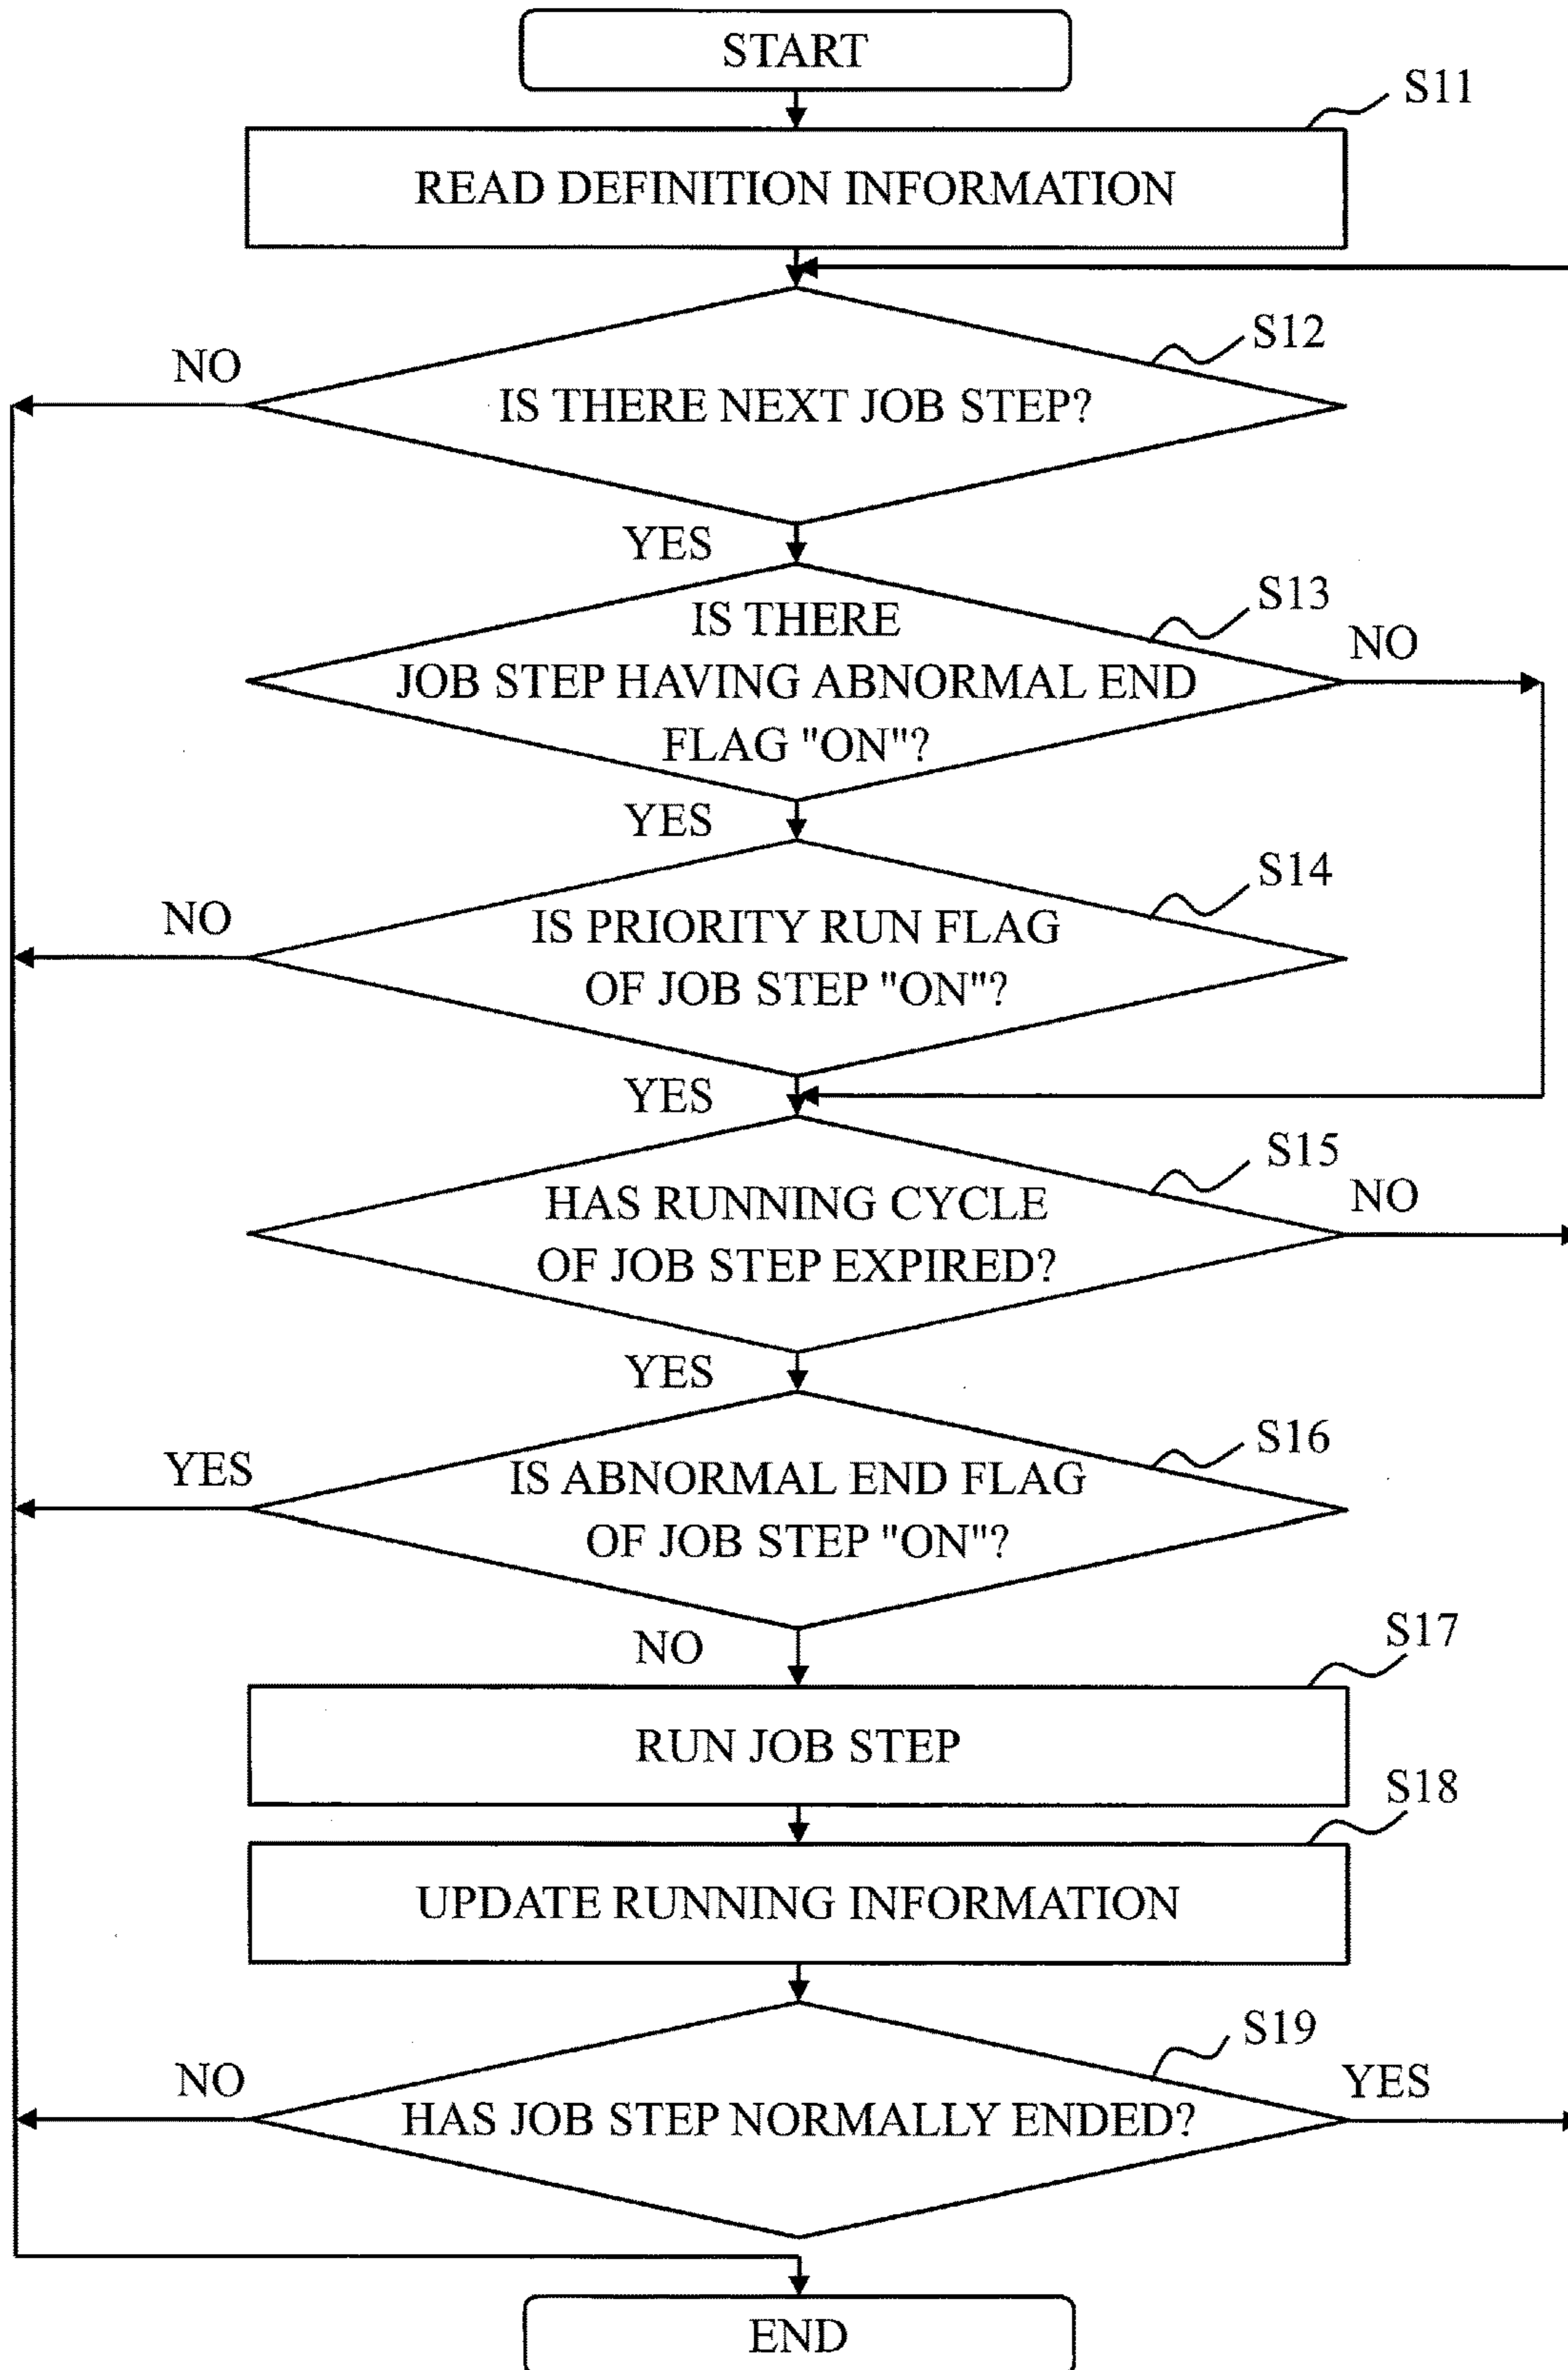 START
S11
READ DEFINITION INFORMATION
S12
NO
IS THERE NEXT JOB STEP?
YES
S13
IS THERE
NO
JOB STEP HAVING ABNORMAL END
FLAG "ON"?
YES
S14
NO
IS PRIORITY RUN FLAG
OF JOB STEP "ON"?
YES
S15
HAS RUNNING CYCLE
NO
OF JOB STEP EXPIRED?
YES
S16
YES
IS ABNORMAL END FLAG
OF JOB STEP "ON"?
NO
S17
RUN JOB STEP
S18
UPDATE RUNNING INFORMATION
S19
NO
YES
HAS JOB STEP NORMALLY ENDED?
END